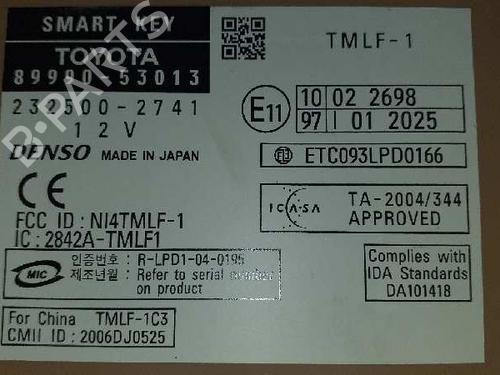 SMART KEY
TOYOTA
89990-53013
232500-2741
12V
DENSO MADE IN JAPAN
CE
FCC ID : NI4TMLF-1
IC : 2842A-TMLF1
MIC
인증번호 : R-LPD1-04-0195
제조년월 : Refer to serial number
on product
For China TMLF-1C3
CMII ID : 2006DJ0525
TMLF-1
E11
10 02 2698
97 I 01 2025
ETC093LPD0166
ICASA
TA-2004/344
APPROVED
Complies with
IDA Standards
DA101418
B-PARTS